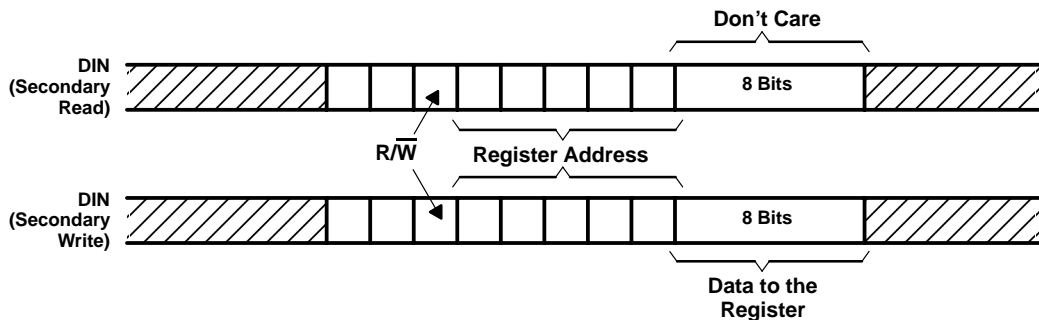 Don’t Care
DIN
(Secondary
Read)
8 Bits
R/W̅
Register Address
DIN
(Secondary
Write)
8 Bits
Data to the
Register